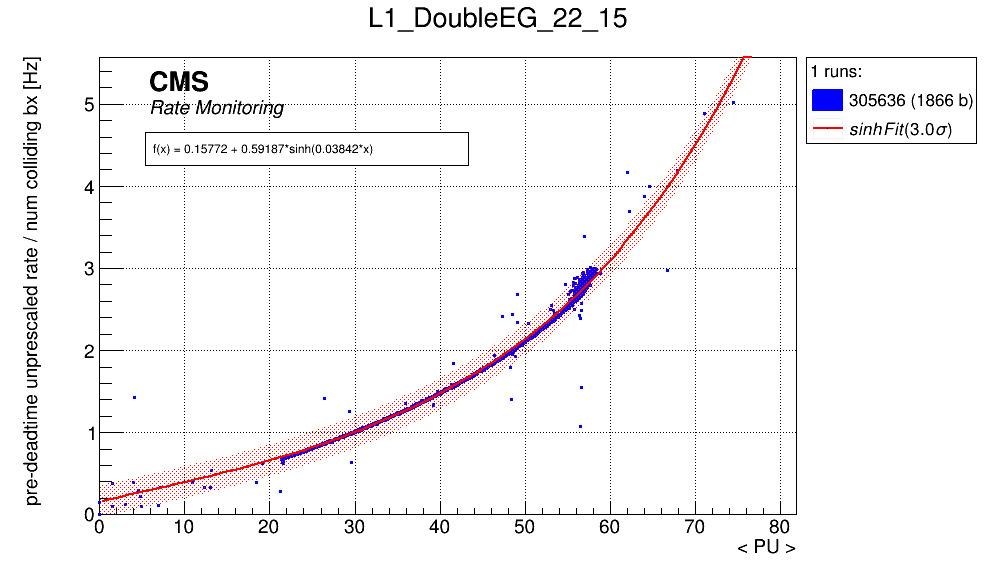 L1_DoubleEG_22_15
pre-deadtime unprescaled rate / num colliding bx [Hz]
CMS
Rate Monitoring
f(x) = 0.15772 + 0.59187*sinh(0.03842*x)
1 runs:
305636 (1866 b)
sinhFit(3.0σ)
5
4
3
2
1
0
0 10 20 30 40 50 60 70 80
< PU >